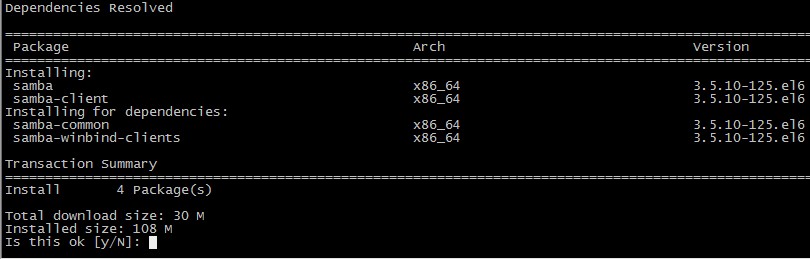 Dependencies Resolved
================================================================================
Package Arch Version
================================================================================
Installing:
samba x86_64 3.5.10-125.el6
samba-client x86_64 3.5.10-125.el6
Installing for dependencies:
samba-common x86_64 3.5.10-125.el6
samba-winbind-clients x86_64 3.5.10-125.el6
Transaction Summary
================================================================================
Install 4 Package(s)
Total download size: 30 M
Installed size: 108 M
Is this ok [y/N]: